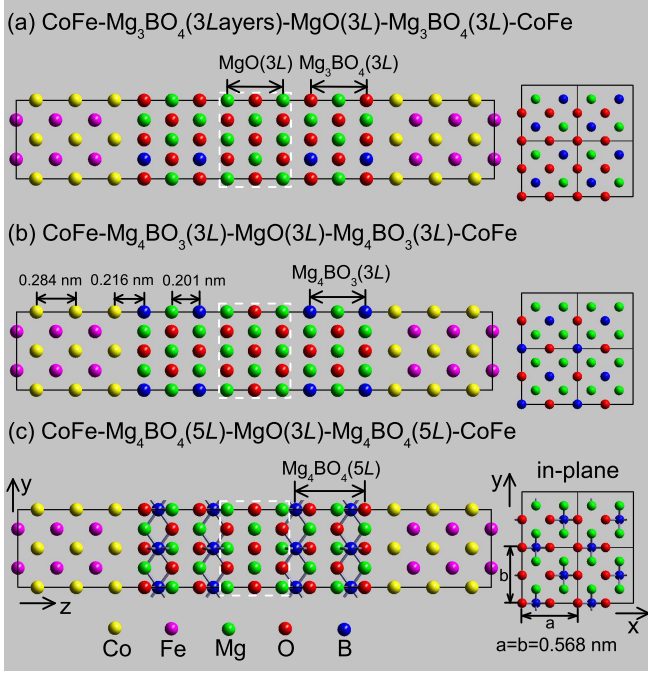 (a) CoFe-Mg₃BO₄(3Layers)-MgO(3L)-Mg₃BO₄(3L)-CoFe
MgO(3L) Mg₃BO₄(3L)
(b) CoFe-Mg₄BO₃(3L)-MgO(3L)-Mg₄BO₃(3L)-CoFe
0.284 nm 0.216 nm 0.201 nm Mg₄BO₃(3L)
(c) CoFe-Mg₄BO₄(5L)-MgO(3L)-Mg₄BO₄(5L)-CoFe
Mg₄BO₄(5L)
y
z
in-plane
y
b
a
x
a=b=0.568 nm
Co Fe Mg O B